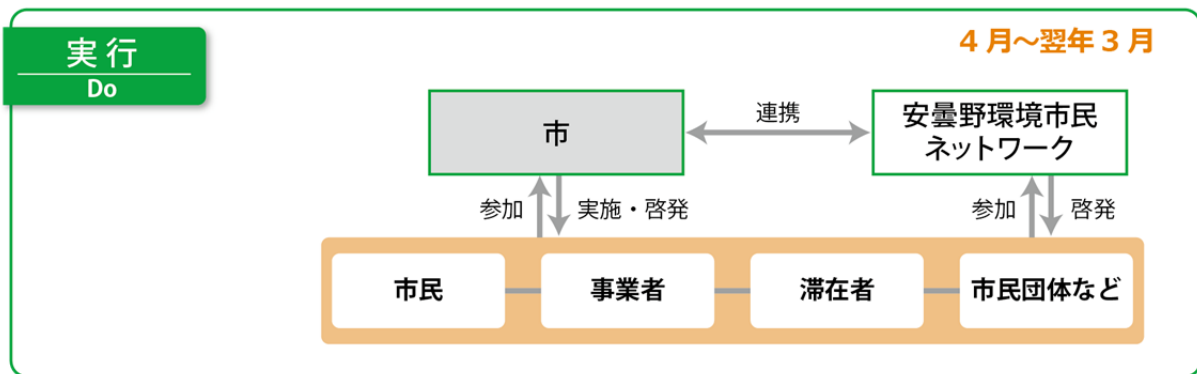 実行
Do
4月～翌年3月
市
連携
安曇野環境市民
ネットワーク
参加
実施・啓発
参加
啓発
市民
事業者
滞在者
市民団体など